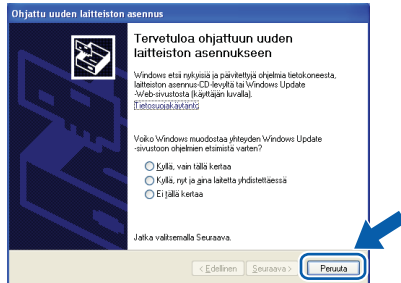 Ohjattu uuden laitteiston asennus
Tervetuloa ohjattuun uuden
laitteiston asennukseen
Windows etsii nykyisiä ja päivitettyjä ohjelmia tietokoneesta,
laitteiston asennus-CD-levyltä tai Windows Update
-Web-sivustosta (käyttäjän luvalla).
Tietosuojakäytäntö
Voiko Windows muodostaa yhteyden Windows Update
-sivustoon ohjelmien etsimistä varten?
Kyllä, vain tällä kertaa
Kyllä, nyt ja aina laitetta yhdistettäessä
Ei tällä kertaa
Jatka valitsemalla Seuraava.
< Edellinen Seuraava > Peruuta